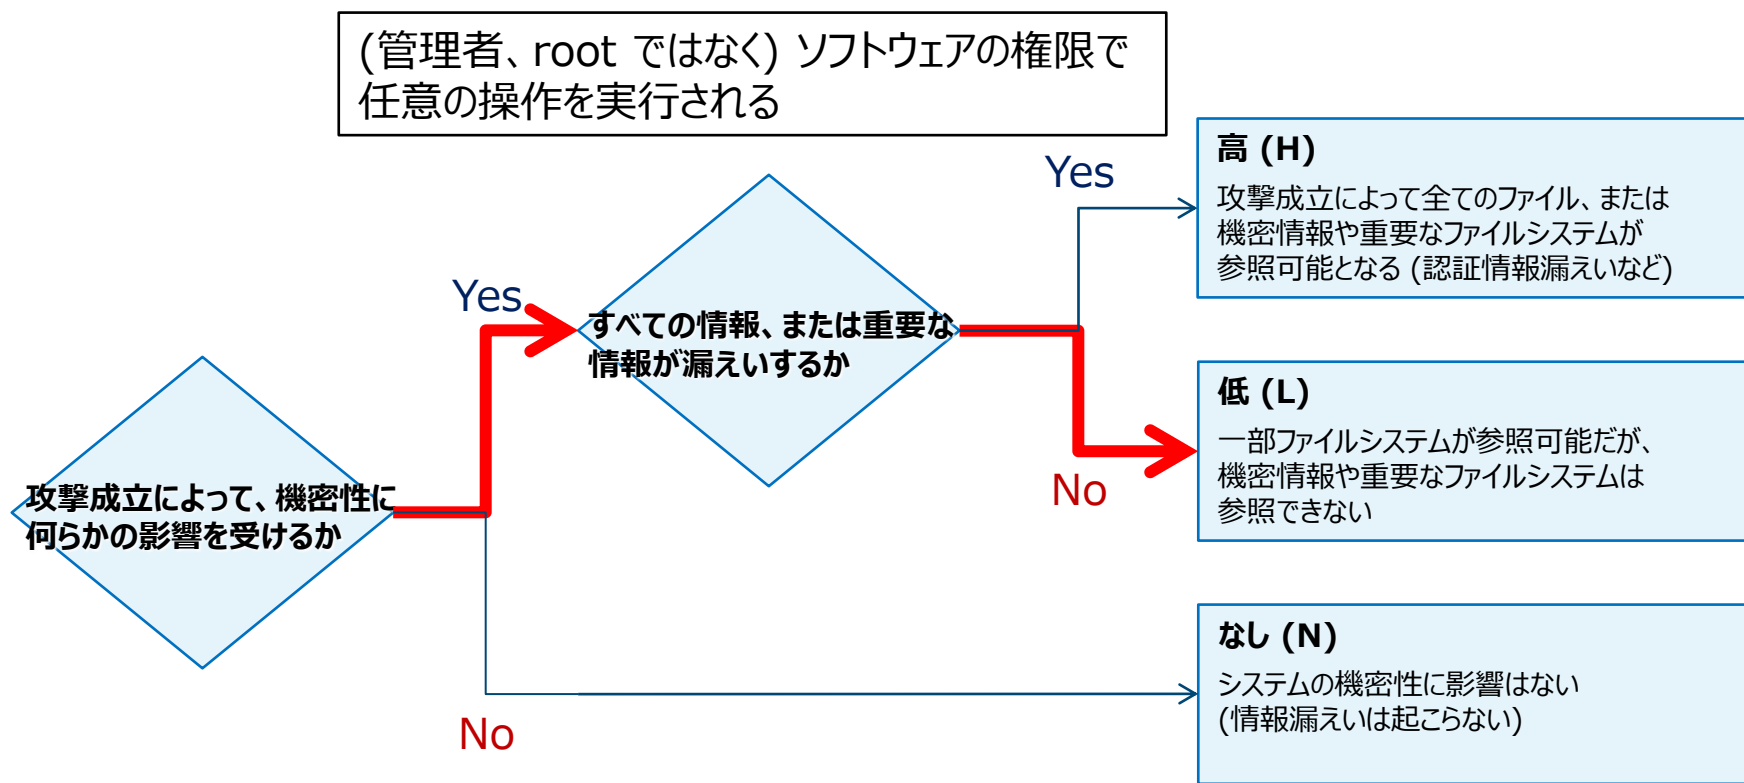 (管理者、root ではなく) ソフトウェアの権限で
任意の操作を実行される
高 (H)
攻撃成立によって全てのファイル、または
機密情報や重要なファイルシステムが
参照可能となる (認証情報漏えいなど)
Yes
Yes
すべての情報、または重要な
情報が漏えいするか
低 (L)
一部ファイルシステムが参照可能だが、
機密情報や重要なファイルシステムは
参照できない
No
攻撃成立によって、機密性に
何らかの影響を受けるか
なし (N)
システムの機密性に影響はない
(情報漏えいは起こらない)
No